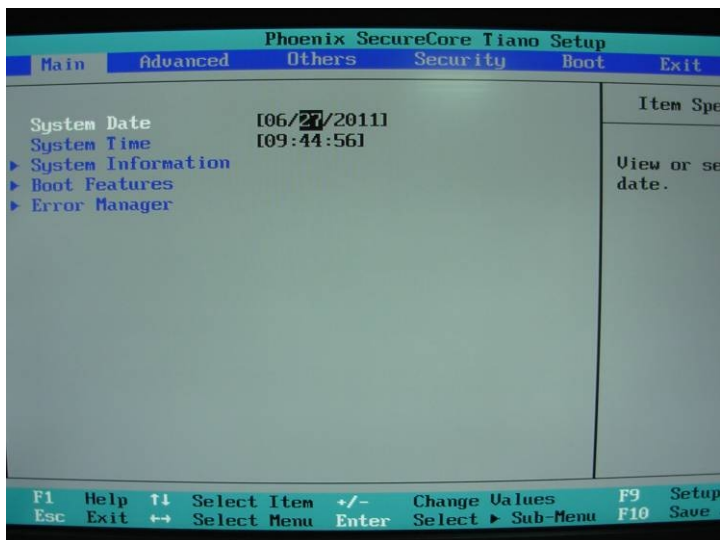 Phoenix SecureCore Tiano Setup
Main Advanced Others Security Boot Exit
Item Spe
System Date [06/27/2011]
System Time [09:44:56]
▶ System Information
▶ Boot Features
▶ Error Manager
View or se
date.
F1 Help ↑↓ Select Item +/- Change Values F9 Setup
Esc Exit ↔ Select Menu Enter Select ▶ Sub-Menu F10 Save